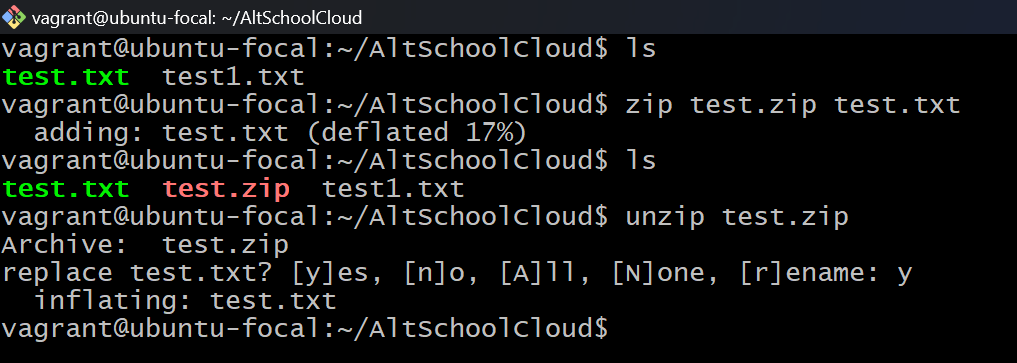 vagrant@ubuntu-focal: ~/AltSchoolCloud
vagrant@ubuntu-focal:~/AltSchoolCloud$ ls
test.txt  test1.txt
vagrant@ubuntu-focal:~/AltSchoolCloud$ zip test.zip test.txt
  adding: test.txt (deflated 17%)
vagrant@ubuntu-focal:~/AltSchoolCloud$ ls
test.txt  test.zip  test1.txt
vagrant@ubuntu-focal:~/AltSchoolCloud$ unzip test.zip
Archive:  test.zip
replace test.txt? [y]es, [n]o, [A]ll, [N]one, [r]ename: y
  inflating: test.txt
vagrant@ubuntu-focal:~/AltSchoolCloud$